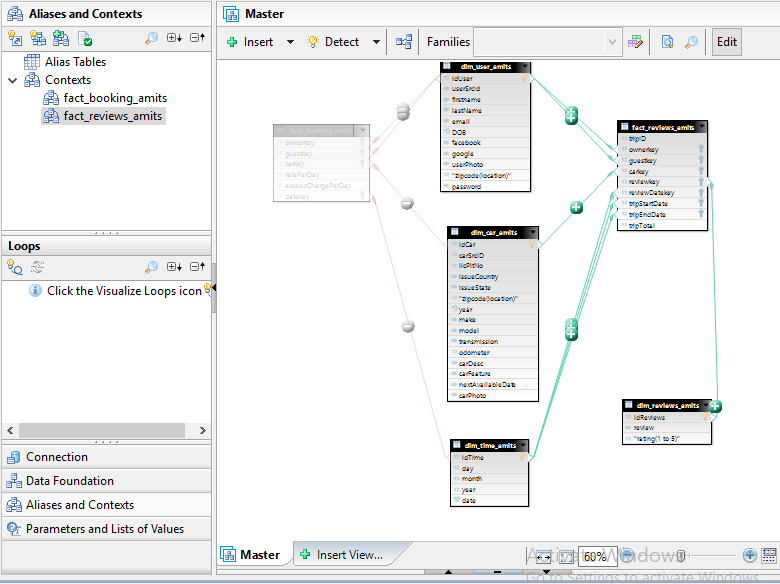 Aliases and Contexts
Alias Tables
Contexts
fact_booking_amits
fact_reviews_amits
Loops
Click the Visualize Loops icon
Connection
Data Foundation
Aliases and Contexts
Parameters and Lists of Values
Master
Insert
Detect
Families
Edit
dim_user_emits
idUser
userSrcId
firstname
lastName
email
DOB
facebook
google
userPhoto
"zipcode(location)"
password
fact_booking_amits
ownerkey
guestkey
carkey
ratePerDay
exceedChargePerDay
datekey
fact_reviews_amits
tripID
ownerkey
guestkey
carkey
reviewkey
reviewDatekey
tripStartDate
tripEndDate
tripTotal
dim_car_emits
idCar
carSrcID
licPltNo
issueCountry
issueState
"zipcode(location)"
year
make
model
transmission
odometer
carDesc
carFeature
nextAvailableDate
carPhoto
dim_reviews_amits
idReviews
review
"rating(1 to 5)"
dim_time_amits
idTime
day
month
year
date
Master
Insert View...
60%
Activate Windows
Go to Settings to activate Windows.